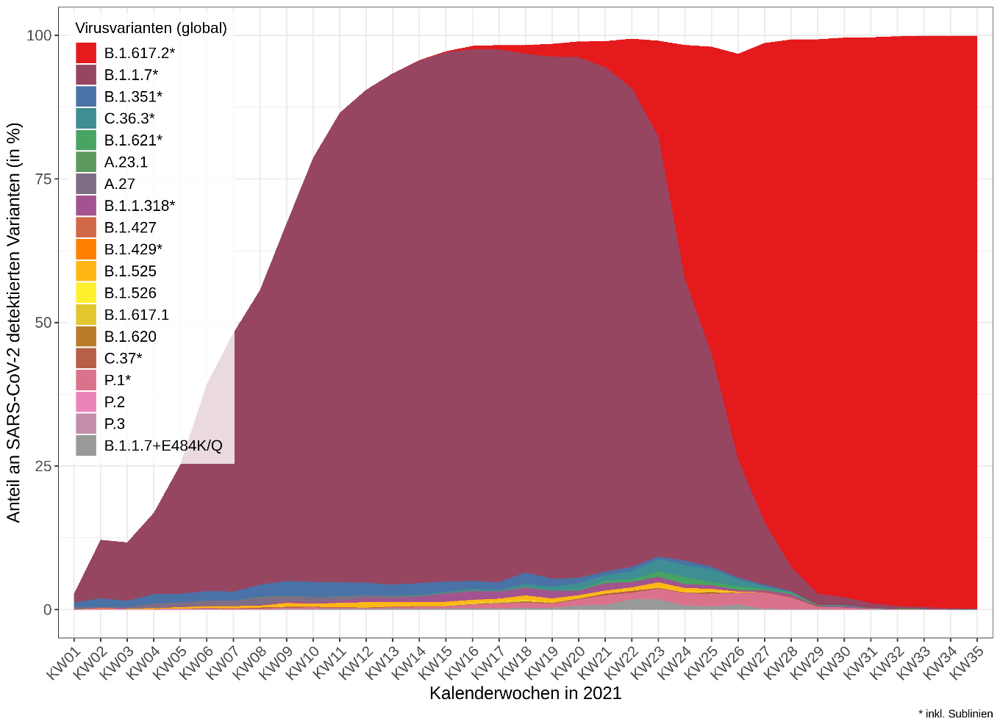 Virusvarianten (global)
B.1.617.2*
B.1.1.7*
B.1.351*
C.36.3*
B.1.621*
A.23.1
A.27
B.1.1.318*
B.1.427
B.1.429*
B.1.525
B.1.526
B.1.617.1
B.1.620
C.37*
P.1*
P.2
P.3
B.1.1.7+E484K/Q
Anteil an SARS-CoV-2 detektierten Varianten (in %)
100
75
50
25
0
KW01 KW02 KW03 KW04 KW05 KW06 KW07 KW08 KW09 KW10 KW11 KW12 KW13 KW14 KW15 KW16 KW17 KW18 KW19 KW20 KW21 KW22 KW23 KW24 KW25 KW26 KW27 KW28 KW29 KW30 KW31 KW32 KW33 KW34 KW35
Kalenderwochen in 2021
* inkl. Sublinien